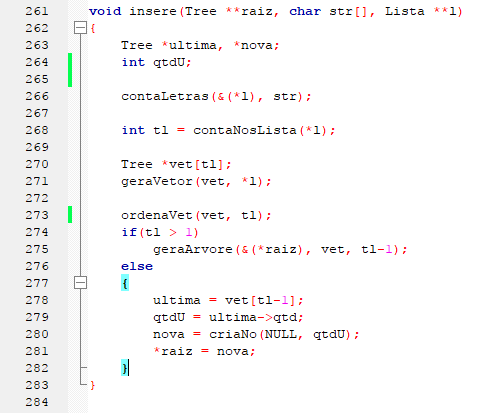 261 void insere(Tree **raiz, char str[], Lista **l)
262 {
263     Tree *ultima, *nova;
264     int qtdU;
265
266     contaLetras(&(*l), str);
267
268     int tl = contaNosLista(*l);
269
270     Tree *vet[tl];
271     geraVetor(vet, *l);
272
273     ordenaVet(vet, tl);
274     if(tl > 1)
275         geraArvore(&(*raiz), vet, tl-1);
276     else
277     {
278         ultima = vet[tl-1];
279         qtdU = ultima->qtd;
280         nova = criaNo(NULL, qtdU);
281         *raiz = nova;
282     }
283 }
284